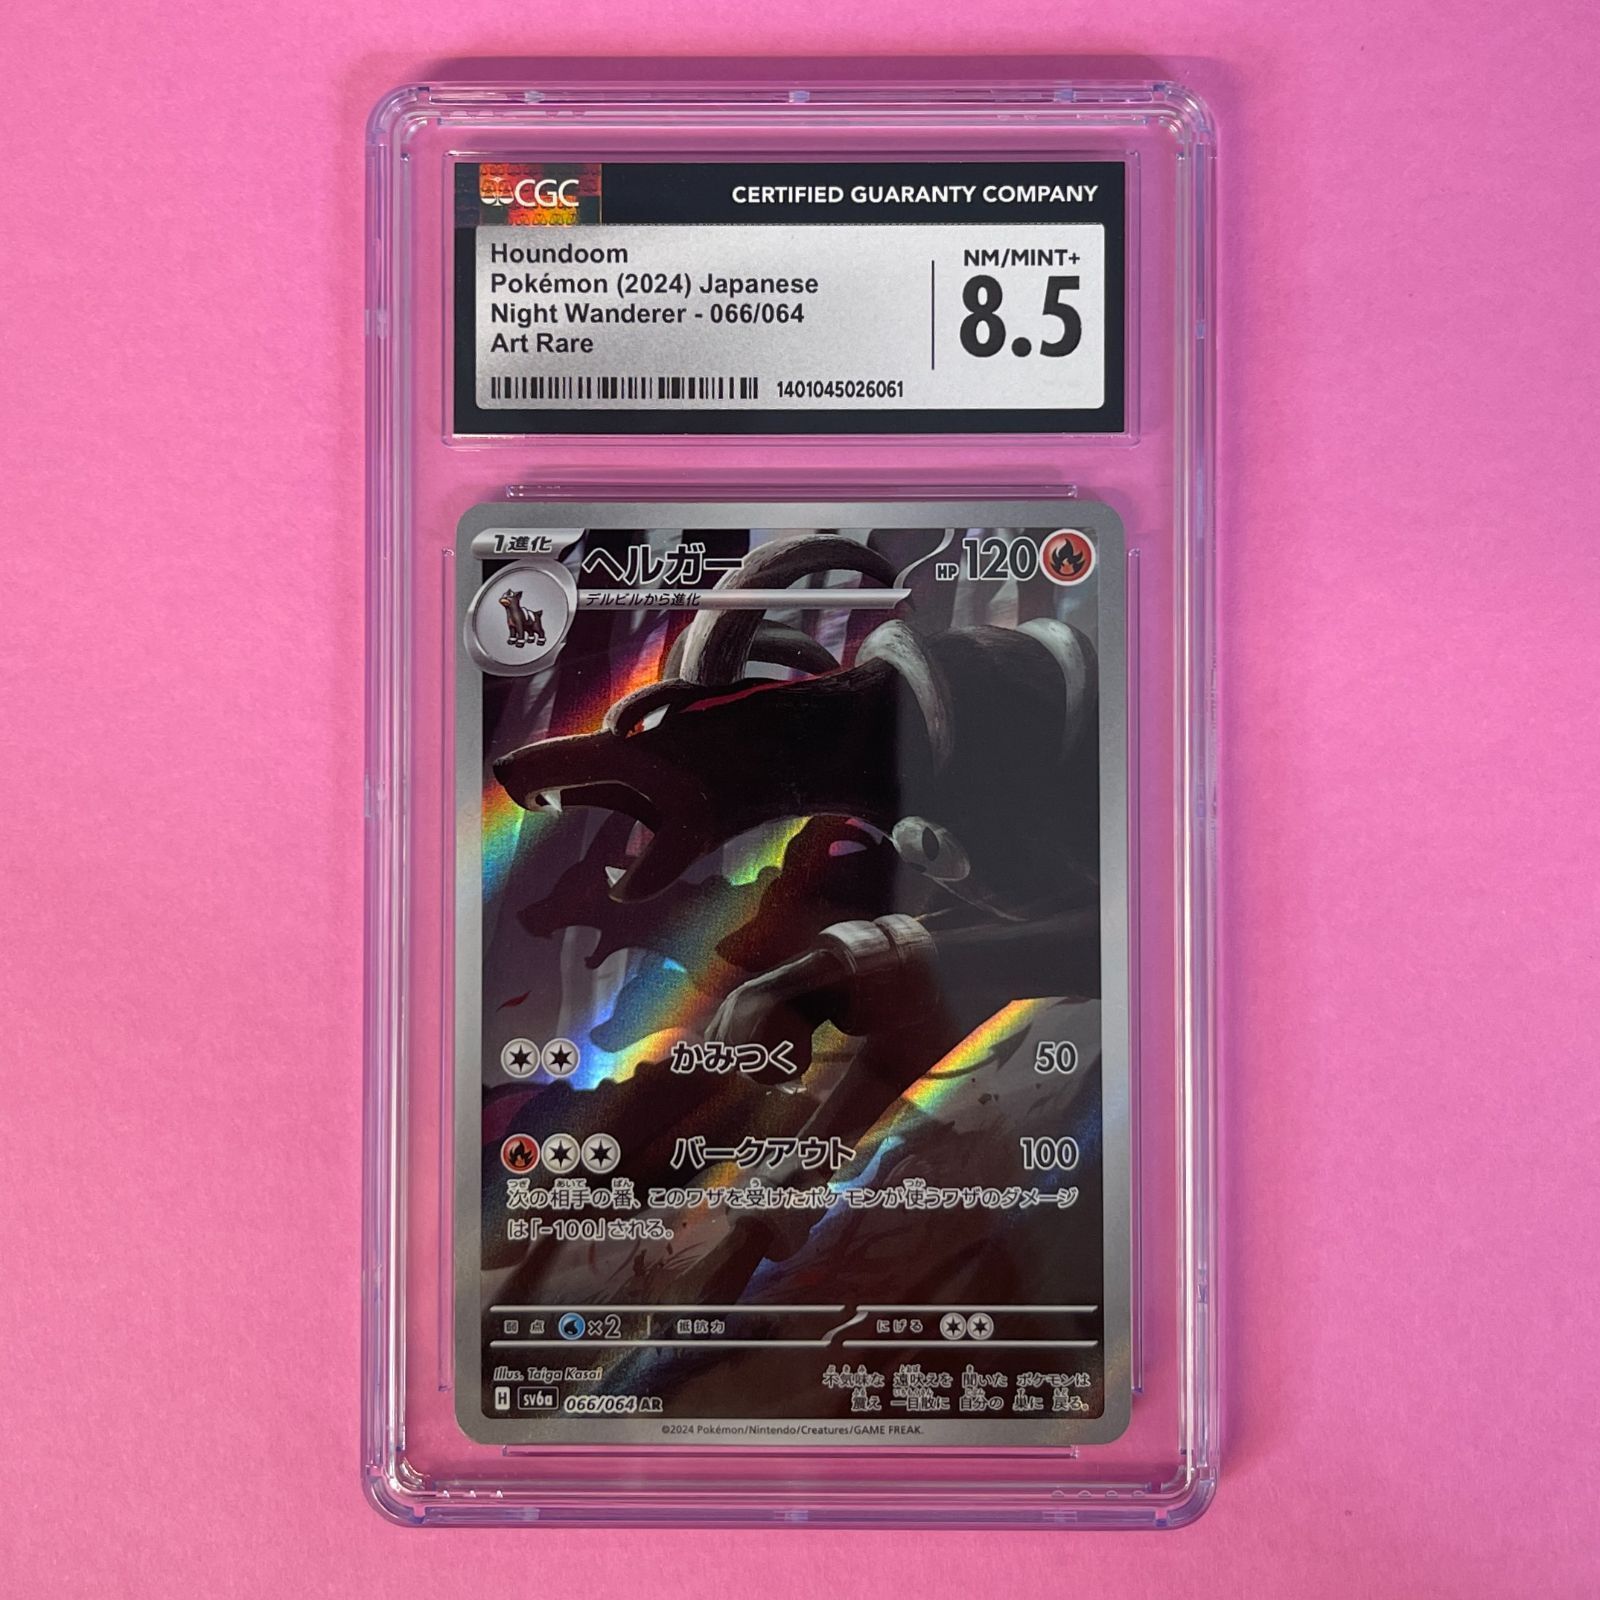 CGC
CERTIFIED GUARANTY COMPANY
Houndoom
Pokémon (2024) Japanese
Night Wanderer - 066/064
Art Rare
NM/MINT+
8.5
1401045026061
1進化
ヘルガー
HP 120
デルビルから進化
かみつく 50
バークアウト 100
次の相手の番、このワザを受けたポケモンが使うワザのダメージ
は「-100」される。
弱点 ×2 抵抗力 にげる
Illus. Taiga Kasai
不気味な 遠吠えを 聞いた ポケモンは
震え 一目散に 自分の 巣に 戻る。
H sv6a 066/064 AR
©2024 Pokémon/Nintendo/Creatures/GAME FREAK.